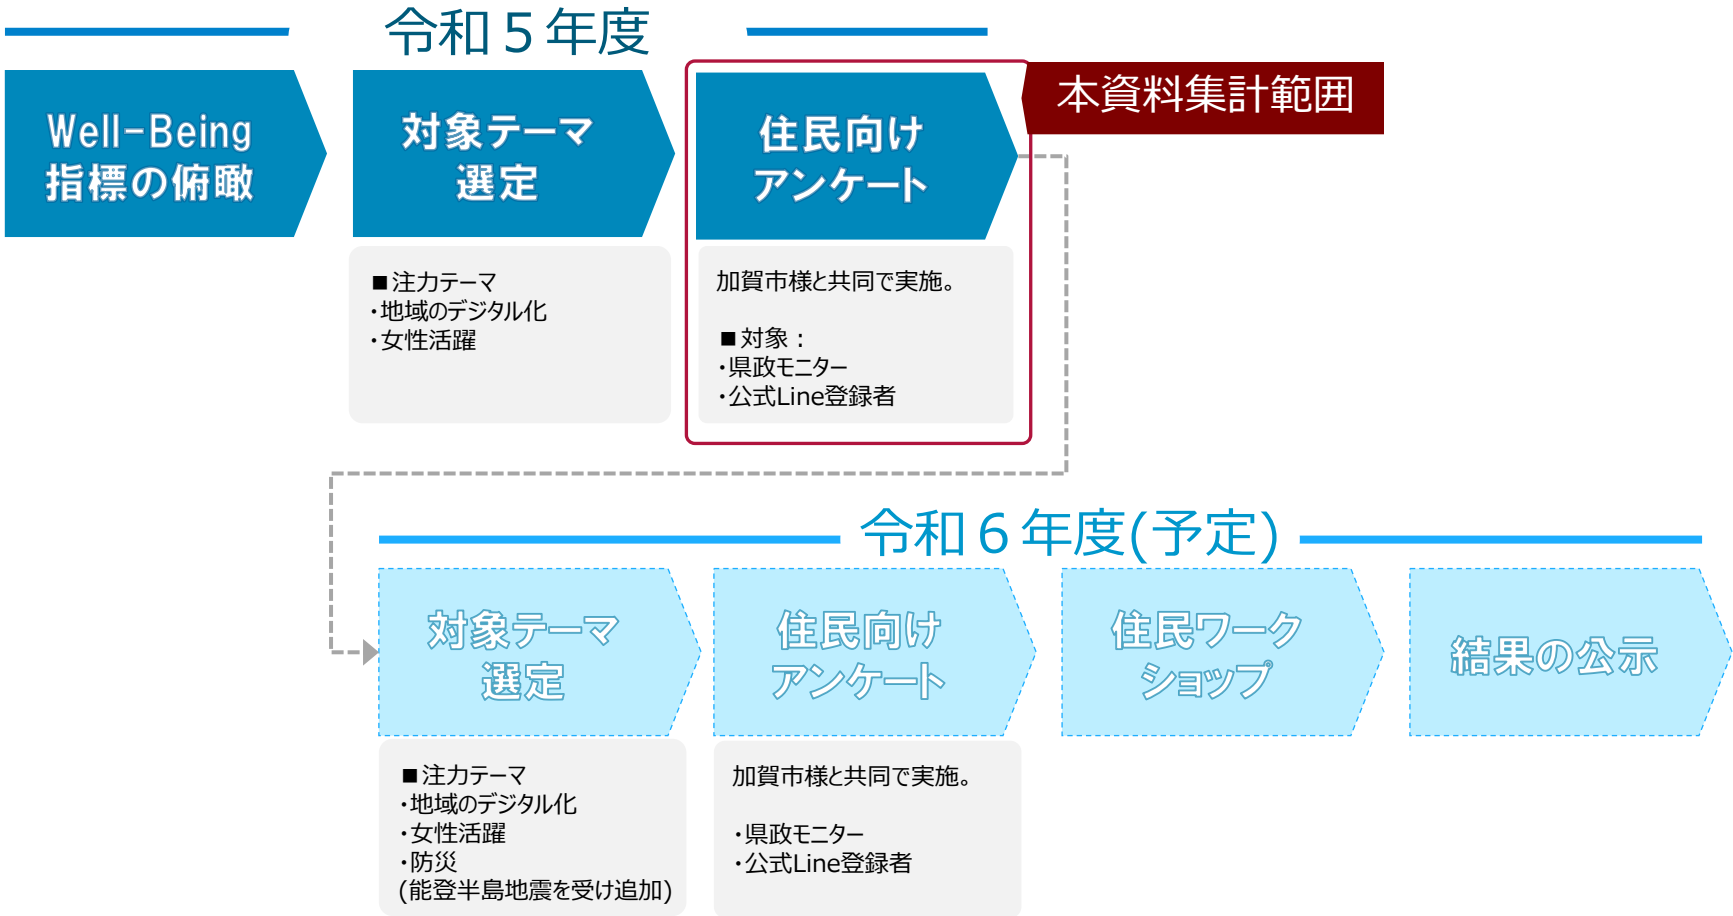 令和５年度
Well-Being
指標の俯瞰
対象テーマ
選定
住民向け
アンケート
本資料集計範囲
■注力テーマ
・地域のデジタル化
・女性活躍
加賀市様と共同で実施。
■対象：
・県政モニター
・公式Line登録者
令和６年度(予定)
対象テーマ
選定
住民向け
アンケート
住民ワーク
ショップ
結果の公示
■注力テーマ
・地域のデジタル化
・女性活躍
・防災
(能登半島地震を受け追加)
加賀市様と共同で実施。
・県政モニター
・公式Line登録者